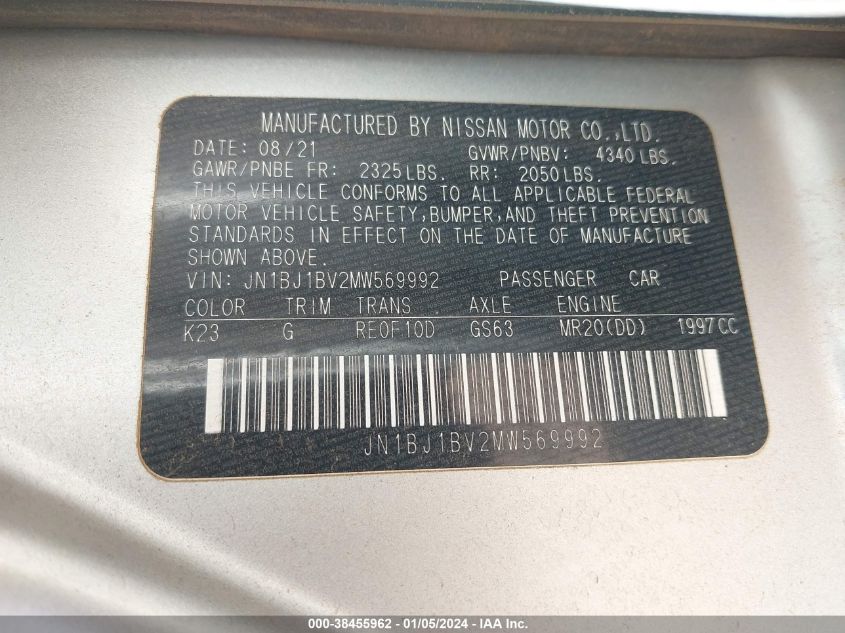 MANUFACTURED BY NISSAN MOTOR CO.,LTD.
DATE: 08/21 GVWR/PNBV: 4340 LBS.
GAWR/PNBE FR: 2325 LBS. RR: 2050 LBS.
THIS VEHICLE CONFORMS TO ALL APPLICABLE FEDERAL
MOTOR VEHICLE SAFETY, BUMPER, AND THEFT PREVENTION
STANDARDS IN EFFECT ON THE DATE OF MANUFACTURE
SHOWN ABOVE.
VIN: JN1BJ1BV2MW569992 PASSENGER CAR
COLOR TRIM TRANS AXLE ENGINE
K23 G RE0F10D GS63 MR20(DD) 1997CC
JN1BJ1BV2MW569992
000-38455962 - 01/05/2024 - IAA Inc.